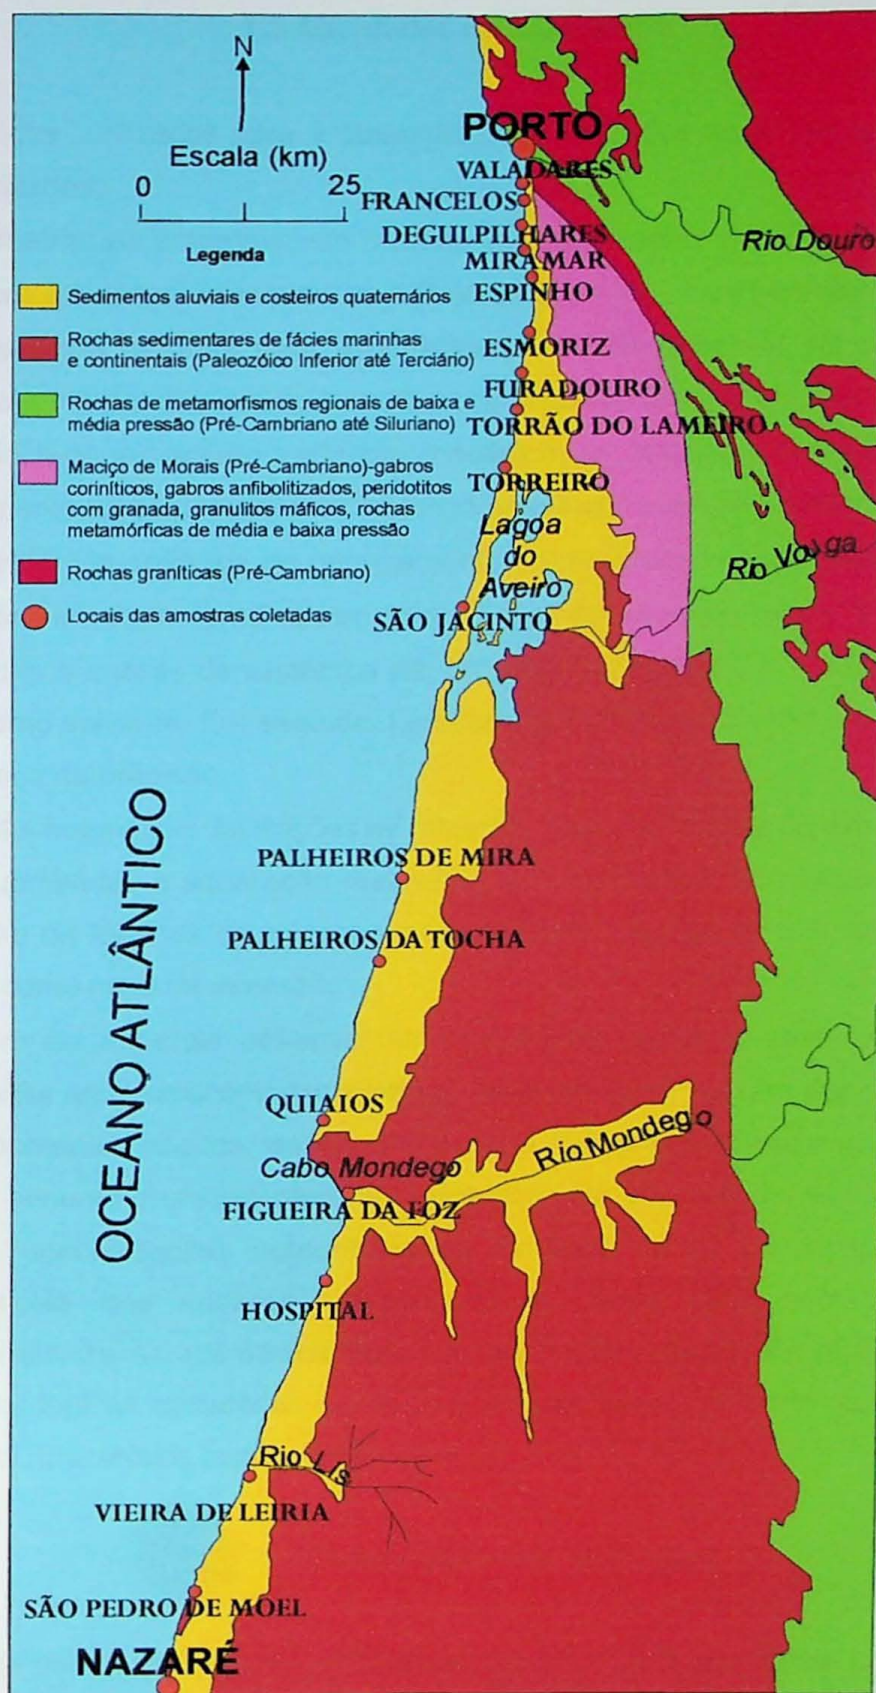 N
PORTO
Escala (km)
0 25
VALADARES
FRANCELOS
DEGULPILHARES
Rio Douro
Legenda
MIRAMAR
Sedimentos aluviais e costeiros quaternários
ESPINHO
Rochas sedimentares de fácies marinhas
e continentais (Paleozóico Inferior até Terciário)
ESMORIZ
FURADOURO
Rochas de metamorfismos regionais de baixa e
média pressão (Pré-Cambriano até Siluriano)
TORRÃO DO LAMEIRO
Maciço de Morais (Pré-Cambriano)-gabros
coriníticos, gabros anfibolitizados, peridotitos
com granada, granulitos máficos, rochas
metamórficas de média e baixa pressão
TORREIRO
Lagoa
do
Aveiro
Rio Vouga
Rochas graníticas (Pré-Cambriano)
Locais das amostras coletadas
SÃO JACINTO
OCEANO ATLÂNTICO
PALHEIROS DE MIRA
PALHEIROS DA TOCHA
QUIAIOS
Rio Mondego
Cabo Mondego
FIGUEIRA DA FOZ
HOSPITAL
Rio Lis
VIEIRA DE LEIRIA
SÃO PEDRO DE MOEL
NAZARÉ